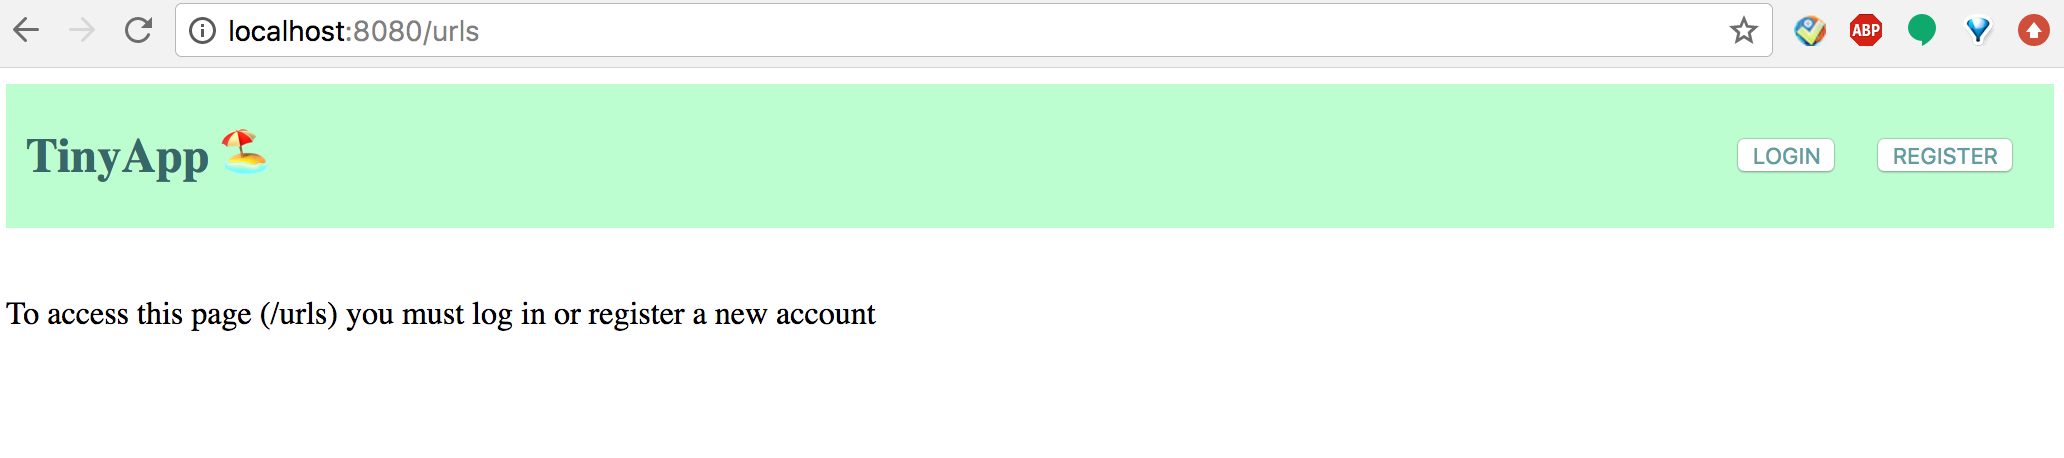 localhost:8080/urls
ABP
TinyApp
LOGIN
REGISTER
To access this page (/urls) you must log in or register a new account